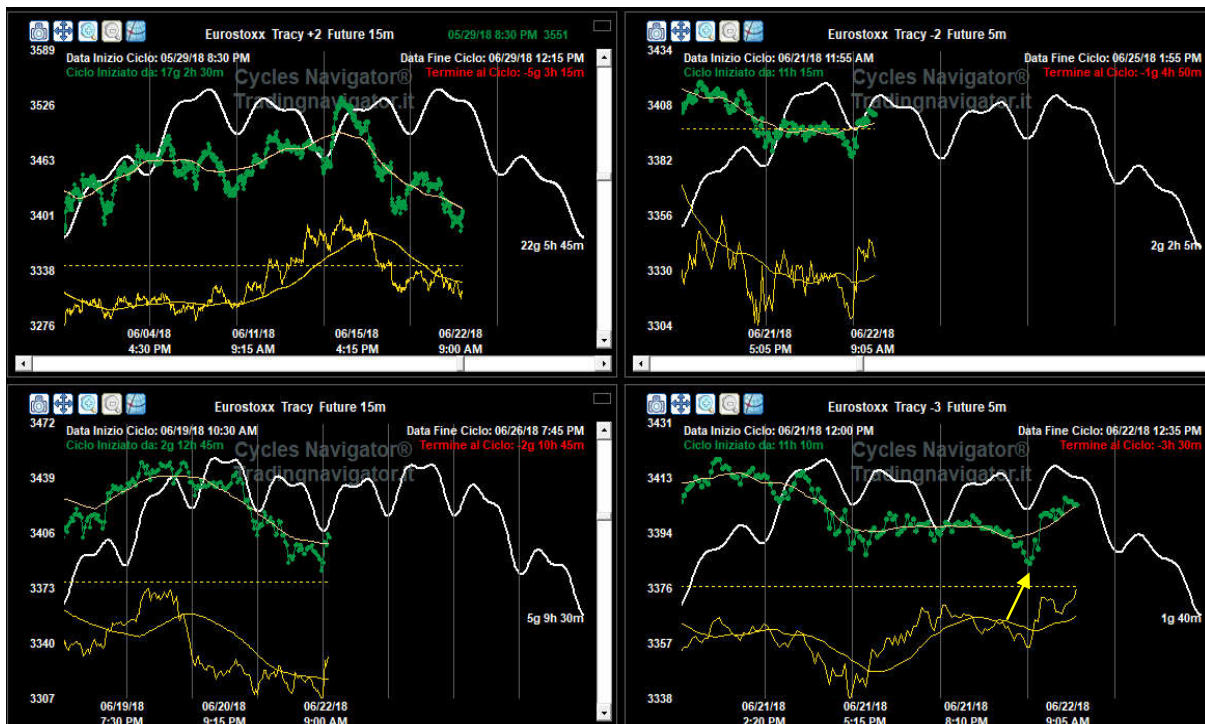 Eurostoxx Tracy +2 Future 15m 05/29/18 8:30 PM 3551
Data Inizio Ciclo: 05/29/18 8:30 PM Data Fine Ciclo: 06/29/18 12:15 PM
Ciclo Iniziato da: 17g 2h 30m Termine al Ciclo: -5g 3h 15m
Cycles Navigator®
Tradingnavigator.it
3589
3526
3463
3401
3338
3276
22g 5h 45m
06/04/18 06/11/18 06/15/18 06/22/18
4:30 PM 9:15 AM 4:15 PM 9:00 AM
Eurostoxx Tracy -2 Future 5m
Data Inizio Ciclo: 06/21/18 11:55 AM Data Fine Ciclo: 06/25/18 1:55 PM
Ciclo Iniziato da: 11h 15m Termine al Ciclo: -1g 4h 50m
Cycles Navigator®
Tradingnavigator.it
3434
3408
3382
3356
3330
3304
2g 2h 5m
06/21/18 06/22/18
5:05 PM 9:05 AM
Eurostoxx Tracy Future 15m
Data Inizio Ciclo: 06/19/18 10:30 AM Data Fine Ciclo: 06/26/18 7:45 PM
Ciclo Iniziato da: 2g 12h 45m Termine al Ciclo: -2g 10h 45m
Cycles Navigator®
Tradingnavigator.it
3472
3439
3406
3373
3340
3307
5g 9h 30m
06/19/18 06/20/18 06/22/18
7:30 PM 9:15 PM 9:00 AM
Eurostoxx Tracy -3 Future 5m
Data Inizio Ciclo: 06/21/18 12:00 PM Data Fine Ciclo: 06/22/18 12:35 PM
Ciclo Iniziato da: 11h 10m Termine al Ciclo: -3h 30m
Cycles Navigator®
Tradingnavigator.it
3431
3413
3394
3376
3357
3338
1g 40m
06/21/18 06/21/18 06/21/18 06/22/18
2:20 PM 5:15 PM 8:10 PM 9:05 AM